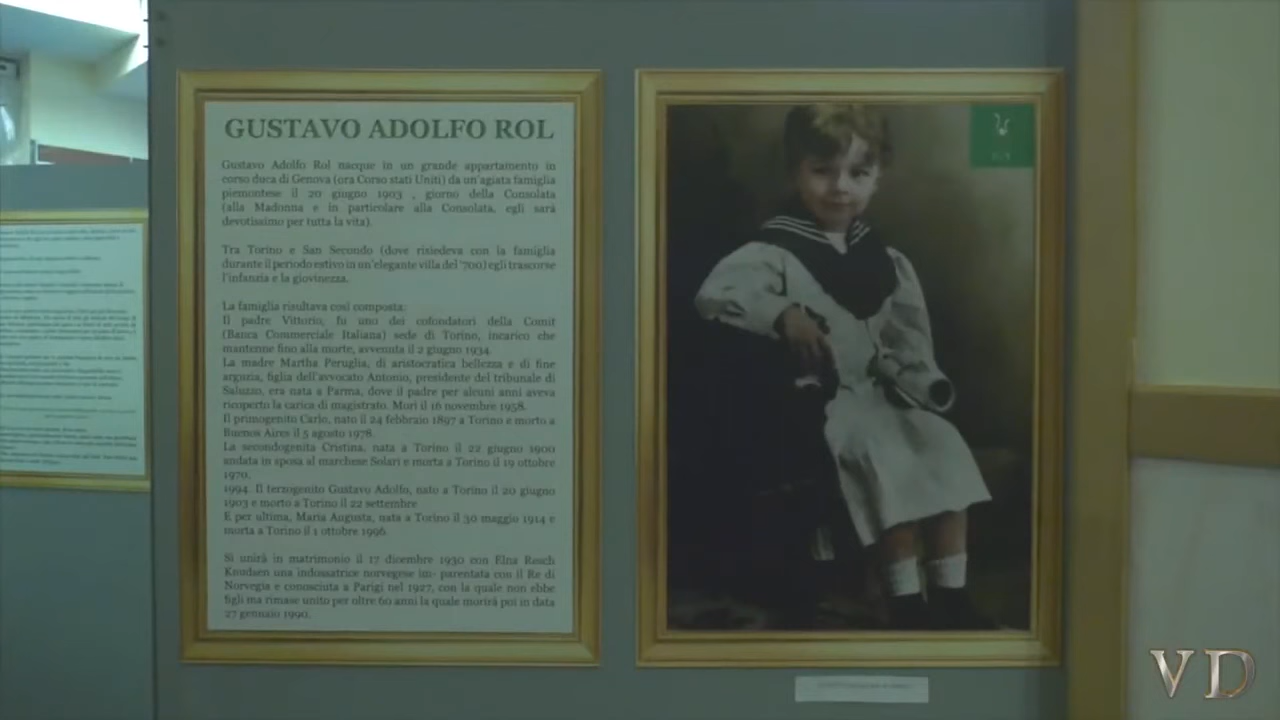 GUSTAVO ADOLFO ROL
Gustavo Adolfo Rol nacque in un grande appartamento in
corso duca di Genova (ora Corso stati Uniti) da un'agiata famiglia
piemontese il 20 giugno 1903 , giorno della Consolata
(alla Madonna e in particolare alla Consolata, egli sarà
devotissimo per tutta la vita).
Tra Torino e San Secondo (dove risiedeva con la famiglia
durante il periodo estivo in un'elegante villa del '700) egli trascorse
l'infanzia e la giovinezza.
La famiglia risultava così composta:
Il padre Vittorio, fu uno dei cofondatori della Comit
(Banca Commerciale Italiana) sede di Torino, incarico che
mantenne fino alla morte, avvenuta il 2 giugno 1934.
La madre Martha Peruglia, di aristocratica bellezza e di fine
arguzia, figlia dell'avvocato Antonio, presidente del tribunale di
Saluzzo, era nata a Parma, dove il padre per alcuni anni aveva
ricoperto la carica di magistrato. Morì il 16 novembre 1958.
Il primogenito Carlo, nato il 24 febbraio 1897 a Torino e morto a
Buenos Aires il 5 agosto 1978.
La secondogenita Cristina, nata a Torino il 22 giugno 1900
andata in sposa al marchese Solari e morta a Torino il 19 ottobre
1970.
1994. Il terzogenito Gustavo Adolfo, nato a Torino il 20 giugno
1903 e morto a Torino il 22 settembre
E per ultima, Maria Augusta, nata a Torino il 30 maggio 1914 e
morta a Torino il 1 ottobre 1996.
Si unirà in matrimonio il 17 dicembre 1930 con Elna Resch
Knudsen una indossatrice norvegese im- parentata con il Re di
Norvegia e conosciuta a Parigi nel 1927, con la quale non ebbe
figli ma rimase unito per oltre 60 anni la quale morirà poi in data
27 gennaio 1990.
VD